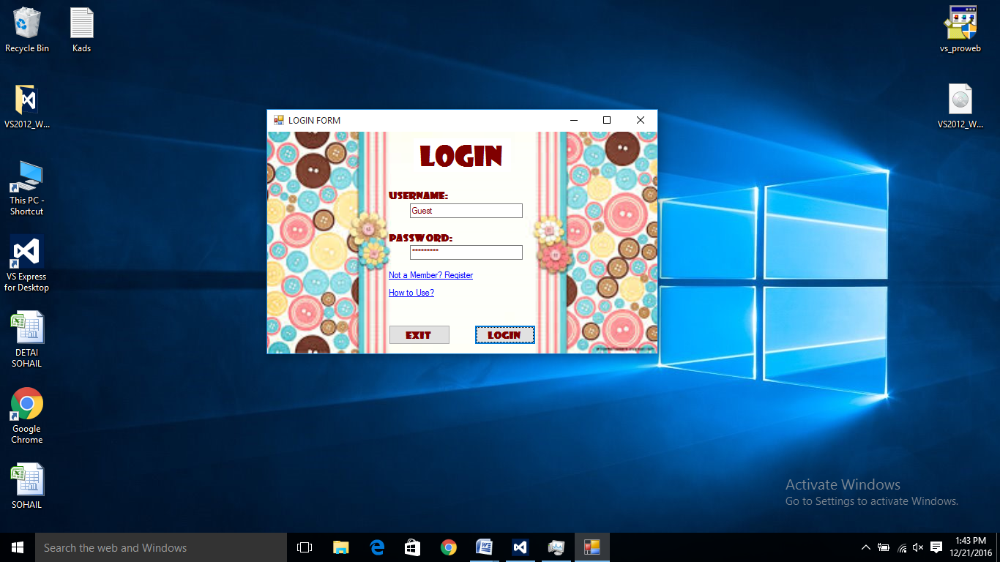 Recycle Bin
Kads
vs_proweb
VS2012_W...
VS2012_W...
This PC -
Shortcut
VS Express
for Desktop
DETAI
SOHAIL
Google
Chrome
SOHAIL
LOGIN FORM
LOGIN
USERNAME:
Guest
PASSWORD:
*********
Not a Member? Register
How to Use?
EXIT
LOGIN
Activate Windows
Go to Settings to activate Windows.
Search the web and Windows
1:43 PM
12/21/2016